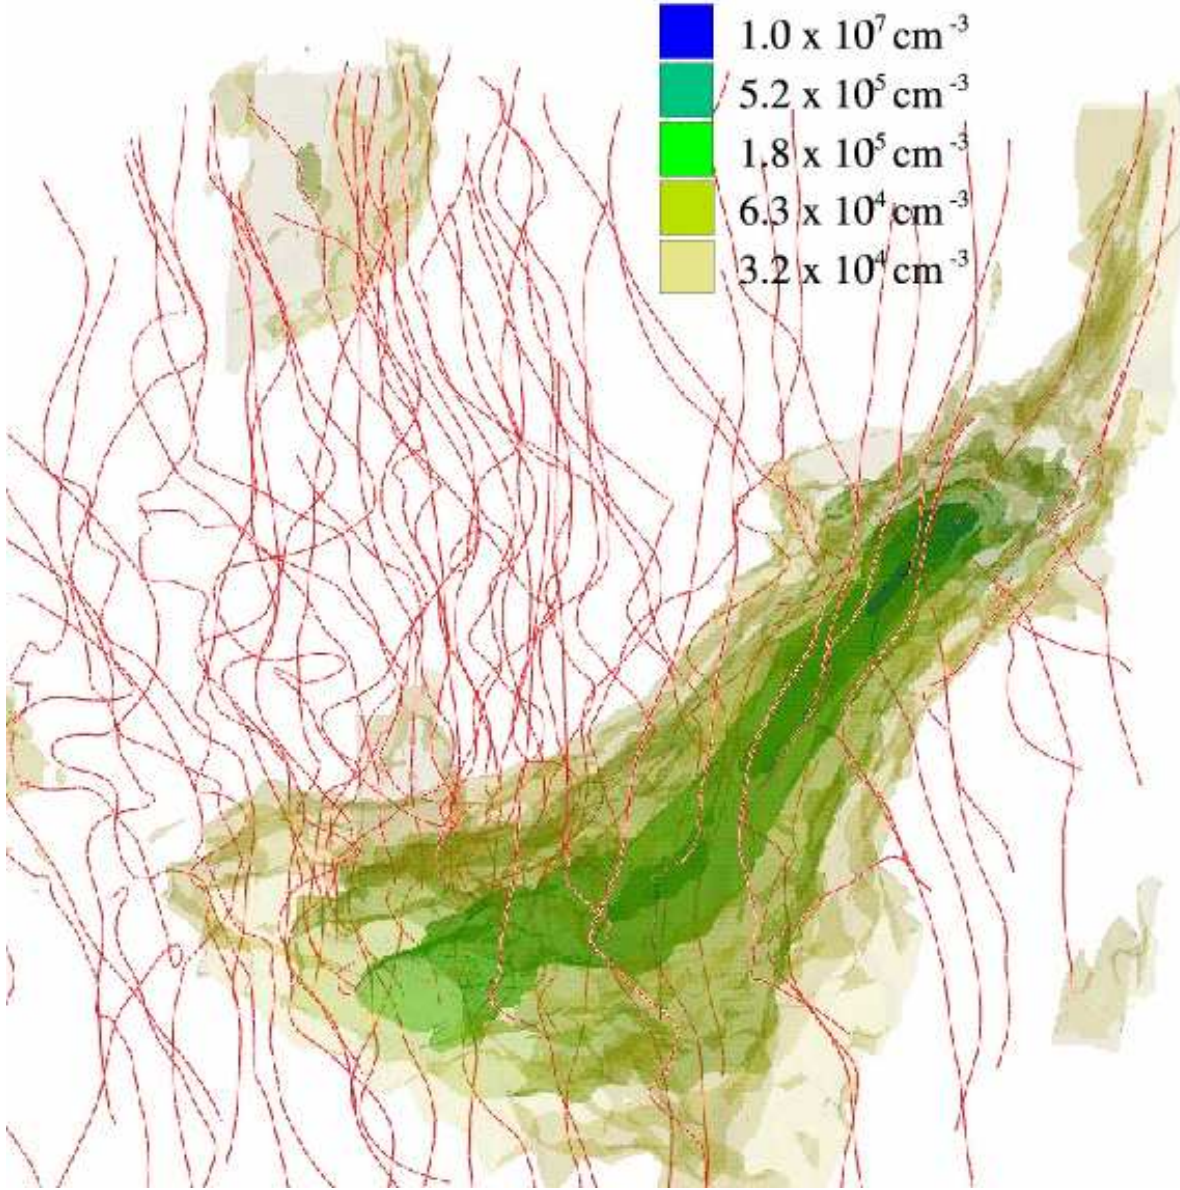 1.0 x 10⁷ cm⁻³
5.2 x 10⁵ cm⁻³
1.8 x 10⁵ cm⁻³
6.3 x 10⁴ cm⁻³
3.2 x 10⁴ cm⁻³